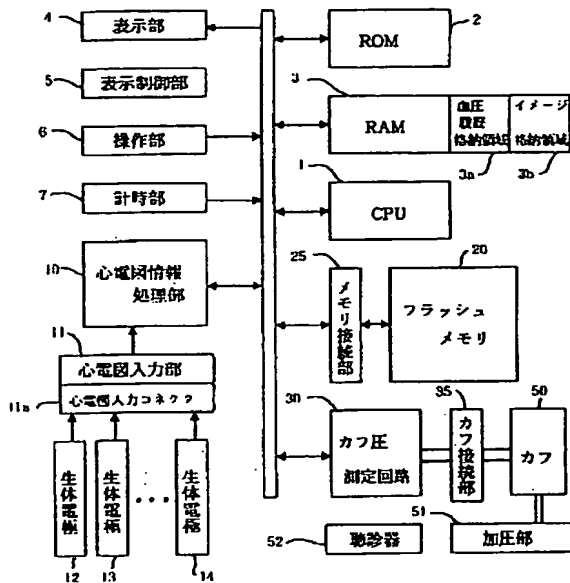 4
表示部
5
表示制御部
6
操作部
7
計時部
10
心電図情報
処理部
11
心電図入力部
11a
心電図入力コネクタ
生体電極
生体電極
・・・
生体電極
12
13
14
2
ROM
3
RAM
血圧
履歴
格納領域
イメージ
格納領域
3a
3b
1
CPU
25
メモリ接続部
20
フラッシュ
メモリ
30
カフ圧
測定回路
35
カフ接続部
50
カフ
51
加圧部
52
聴診器